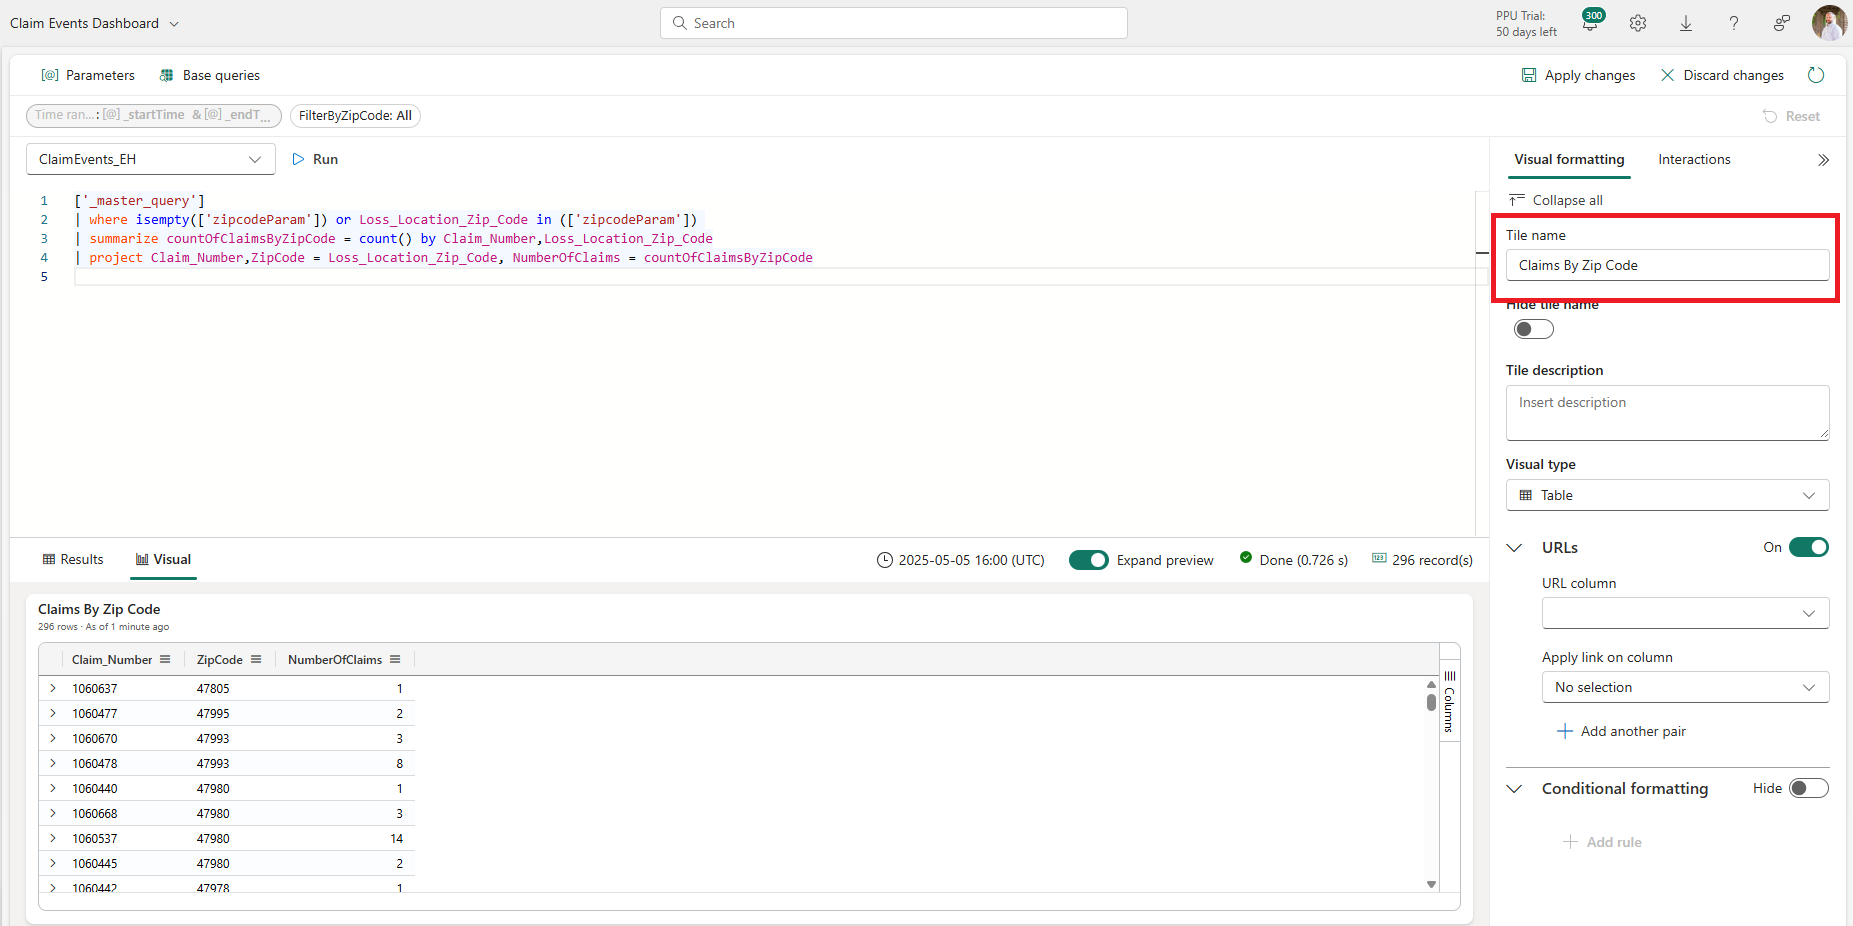 Claim Events Dashboard
Search
PPU Trial:
50 days left
300
[@] Parameters
Base queries
Apply changes
Discard changes
Time ran...: [@] _startTime & [@] _endT...
FilterByZipCode: All
Reset
ClaimEvents_EH
Run
1 ['_master_query']
2 | where isempty(['zipcodeParam']) or Loss_Location_Zip_Code in (['zipcodeParam'])
3 | summarize countOfClaimsByZipCode = count() by Claim_Number,Loss_Location_Zip_Code
4 | project Claim_Number,ZipCode = Loss_Location_Zip_Code, NumberOfClaims = countOfClaimsByZipCode
5
Results
Visual
2025-05-05 16:00 (UTC)
Expand preview
Done (0.726 s)
123
296 record(s)
Claims By Zip Code
296 rows · As of 1 minute ago
Claim_Number ZipCode NumberOfClaims
1060637 47805 1
1060477 47995 2
1060670 47993 3
1060478 47993 8
1060440 47980 1
1060668 47980 3
1060537 47980 14
1060445 47980 2
1060442 47978 1
Columns
Visual formatting
Interactions
Collapse all
Tile name
Claims By Zip Code
Hide tile name
Tile description
Insert description
Visual type
Table
URLs
On
URL column
Apply link on column
No selection
Add another pair
Conditional formatting
Hide
Add rule